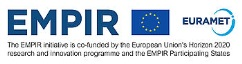 EMPIR
EURAMET
The EMPIR initiative is co-funded by the European Union's Horizon 2020
research and innovation programme and the EMPIR Participating States